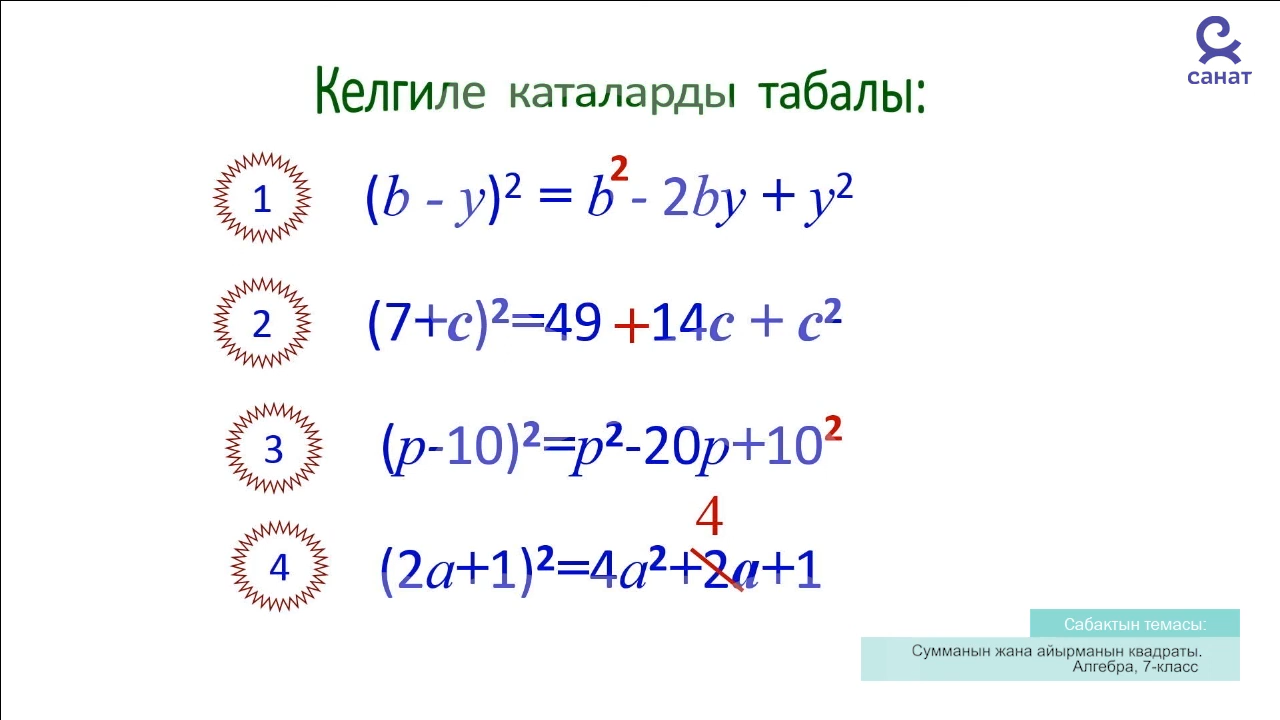 санат
Келгиле каталарды табалы:
1 (b - y)² = b² - 2by + y²
2 (7+c)²=49 +14c + c²
3 (p-10)²=p²-20p+10²
4
4 (2a+1)²=4a²+2a+1
Сабактын темасы:
Сумманын жана айырманын квадраты.
Алгебра, 7-класс